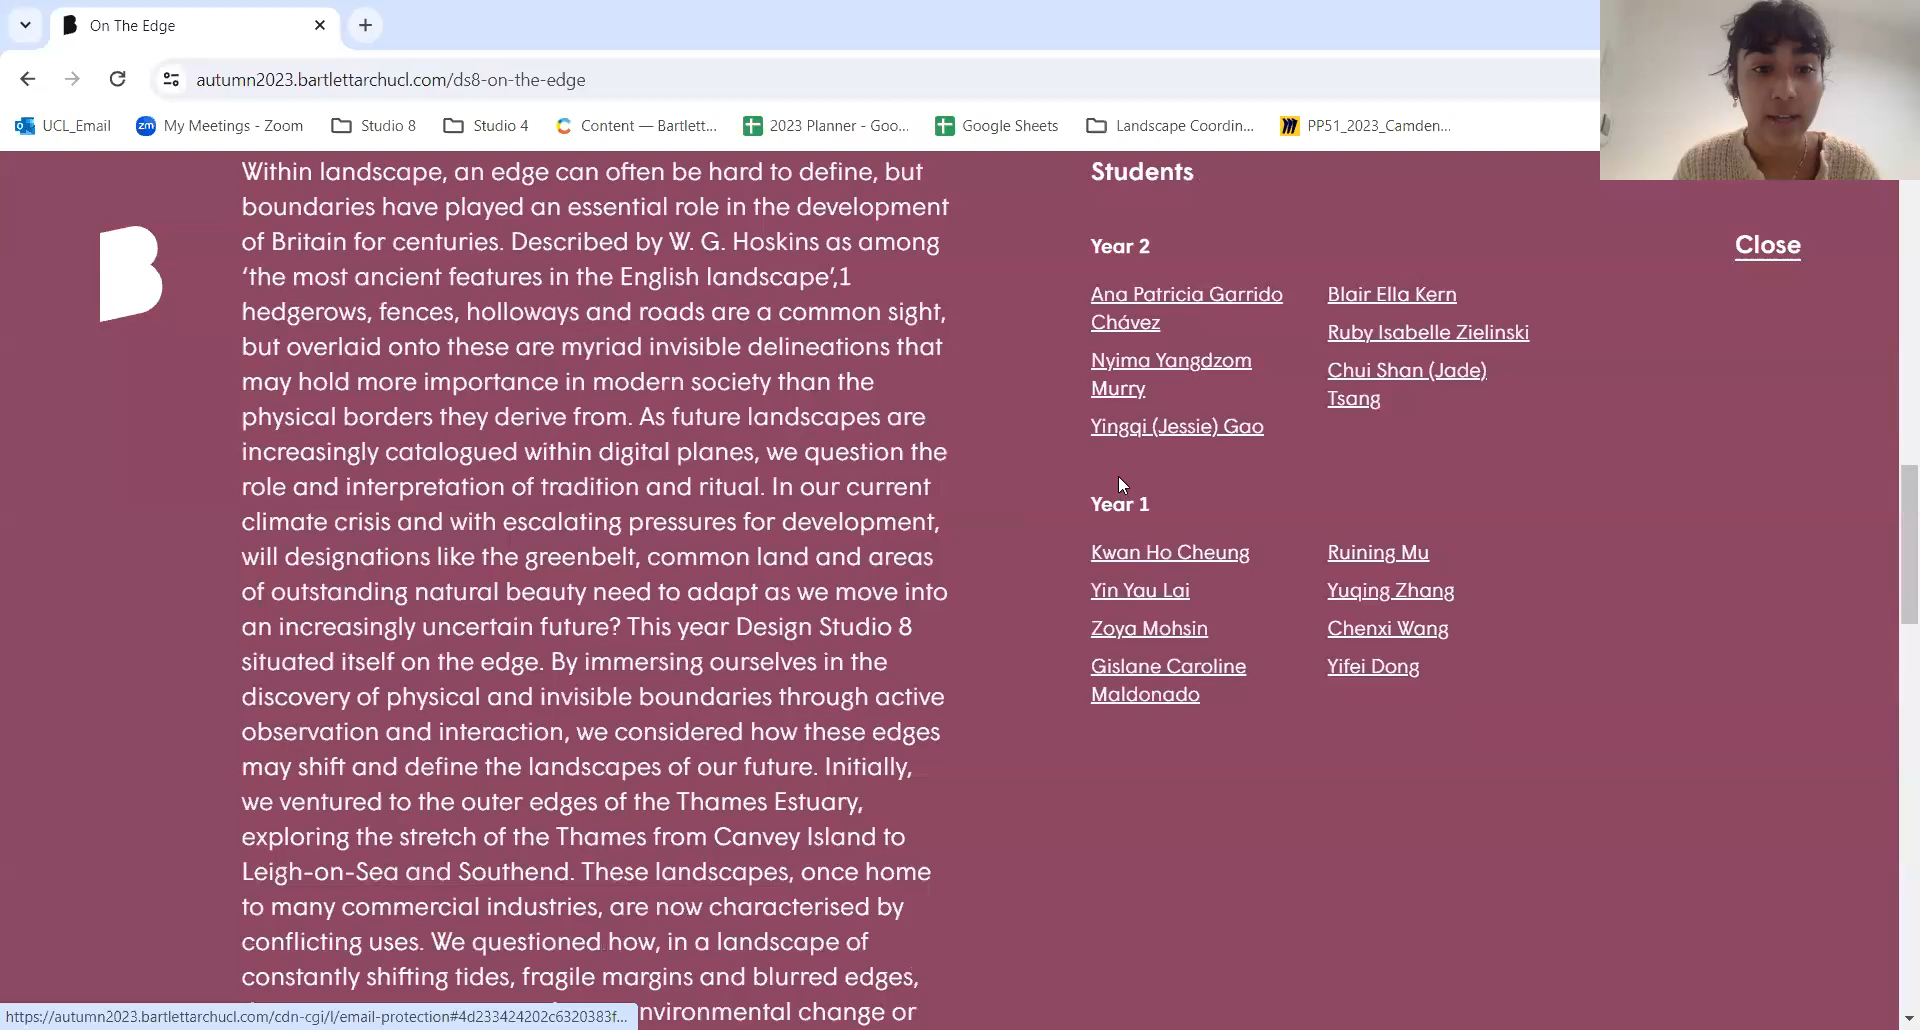 On The Edge
autumn2023.bartlettarchucl.com/ds8-on-the-edge
UCL_Email
My Meetings - Zoom
Studio 8
Studio 4
Content — Bartlett...
2023 Planner - Goo...
Google Sheets
Landscape Coordin...
PP51_2023_Camden...
Within landscape, an edge can often be hard to define, but
boundaries have played an essential role in the development
of Britain for centuries. Described by W. G. Hoskins as among
‘the most ancient features in the English landscape’,1
hedgerows, fences, holloways and roads are a common sight,
but overlaid onto these are myriad invisible delineations that
may hold more importance in modern society than the
physical borders they derive from. As future landscapes are
increasingly catalogued within digital planes, we question the
role and interpretation of tradition and ritual. In our current
climate crisis and with escalating pressures for development,
will designations like the greenbelt, common land and areas
of outstanding natural beauty need to adapt as we move into
an increasingly uncertain future? This year Design Studio 8
situated itself on the edge. By immersing ourselves in the
discovery of physical and invisible boundaries through active
observation and interaction, we considered how these edges
may shift and define the landscapes of our future. Initially,
we ventured to the outer edges of the Thames Estuary,
exploring the stretch of the Thames from Canvey Island to
Leigh-on-Sea and Southend. These landscapes, once home
to many commercial industries, are now characterised by
conflicting uses. We questioned how, in a landscape of
constantly shifting tides, fragile margins and blurred edges,
nvironmental change or
Students
Year 2
Ana Patricia Garrido
Chávez
Nyima Yangdzom
Murry
Yingqi (Jessie) Gao
Blair Ella Kern
Ruby Isabelle Zielinski
Chui Shan (Jade)
Tsang
Year 1
Kwan Ho Cheung
Yin Yau Lai
Zoya Mohsin
Gislane Caroline
Maldonado
Ruining Mu
Yuqing Zhang
Chenxi Wang
Yifei Dong
Close
https://autumn2023.bartlettarchucl.com/cdn-cgi/l/email-protection#4d233424202c6320383f...